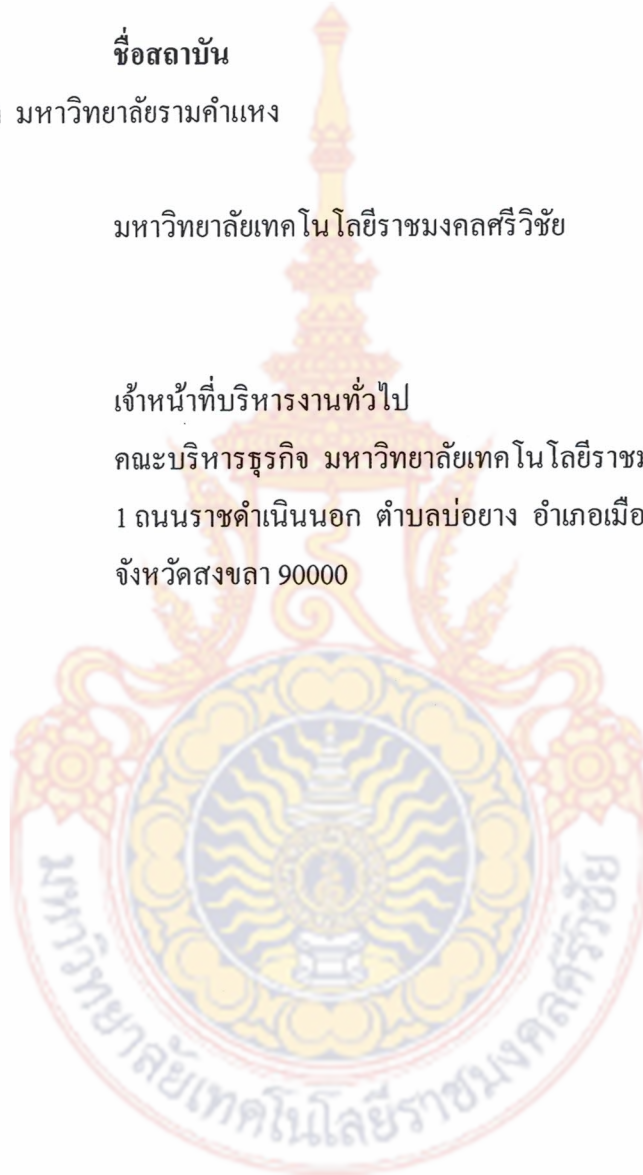 ชื่อสถาบัน
มหาวิทยาลัยรามคำแหง
มหาวิทยาลัยเทคโนโลยีราชมงคลศรีวิชัย
เจ้าหน้าที่บริหารงานทั่วไป
คณะบริหารธุรกิจ มหาวิทยาลัยเทคโนโลยีราช
1 ถนนราชดำเนินนอก ตำบลบ่อยาง อำเภอเมือ
จังหวัดสงขลา 90000
มหาวิทยาลัยเทคโนโลยีราชมงคลศรีวิชัย